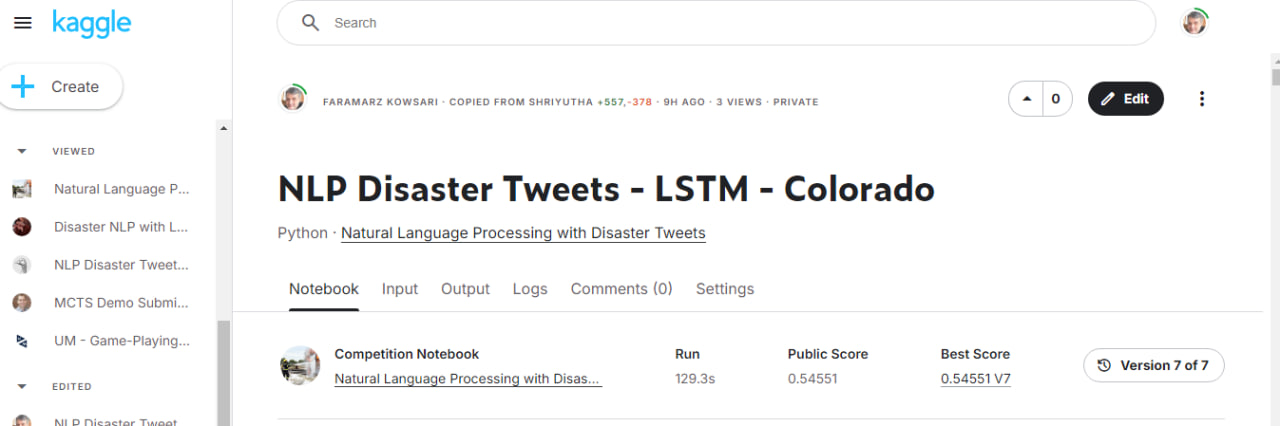 kaggle
Search
Create
FARAMARZ KOWSARI · COPIED FROM SHRIYUTHA +557,-378 · 9H AGO · 3 VIEWS · PRIVATE
0
Edit
VIEWED
Natural Language P...
Disaster NLP with L...
NLP Disaster Tweet...
MCTS Demo Submi...
UM - Game-Playing...
EDITED
NLP Disaster Tweet
NLP Disaster Tweets - LSTM - Colorado
Python · Natural Language Processing with Disaster Tweets
Notebook Input Output Logs Comments (0) Settings
Competition Notebook Run Public Score Best Score
Natural Language Processing with Disas... 129.3s 0.54551 0.54551 V7
Version 7 of 7